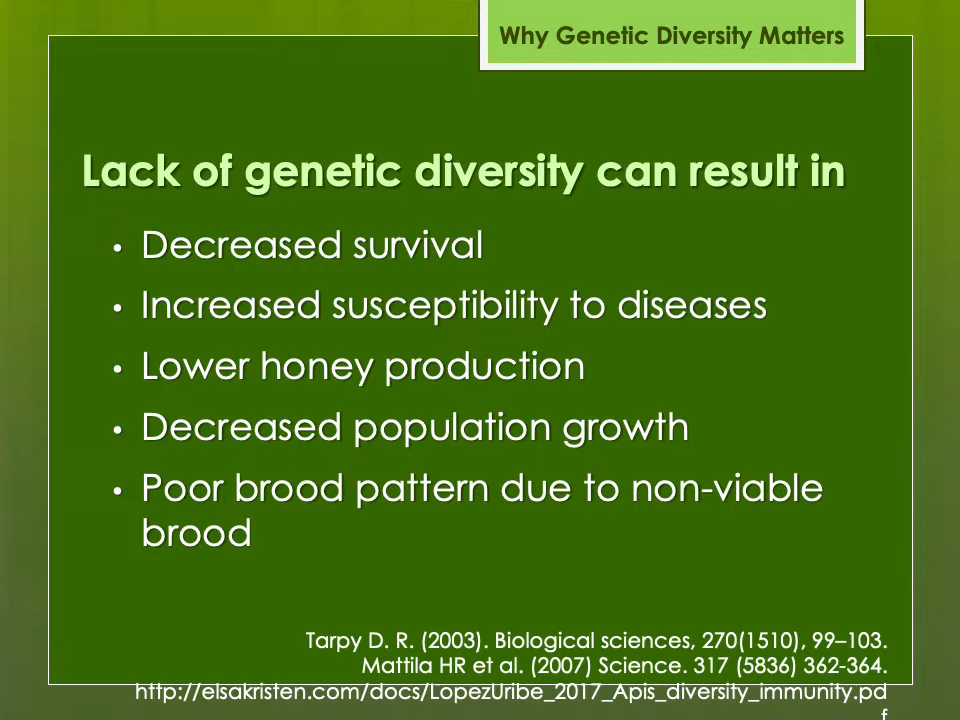 Why Genetic Diversity Matters
Lack of genetic diversity can result in
• Decreased survival
• Increased susceptibility to diseases
• Lower honey production
• Decreased population growth
• Poor brood pattern due to non-viable
brood
Tarpy D. R. (2003). Biological sciences, 270(1510), 99–103.
Mattila HR et al. (2007) Science. 317 (5836) 362-364.
http://elsakristen.com/docs/LopezUribe_2017_Apis_diversity_immunity.pd
f